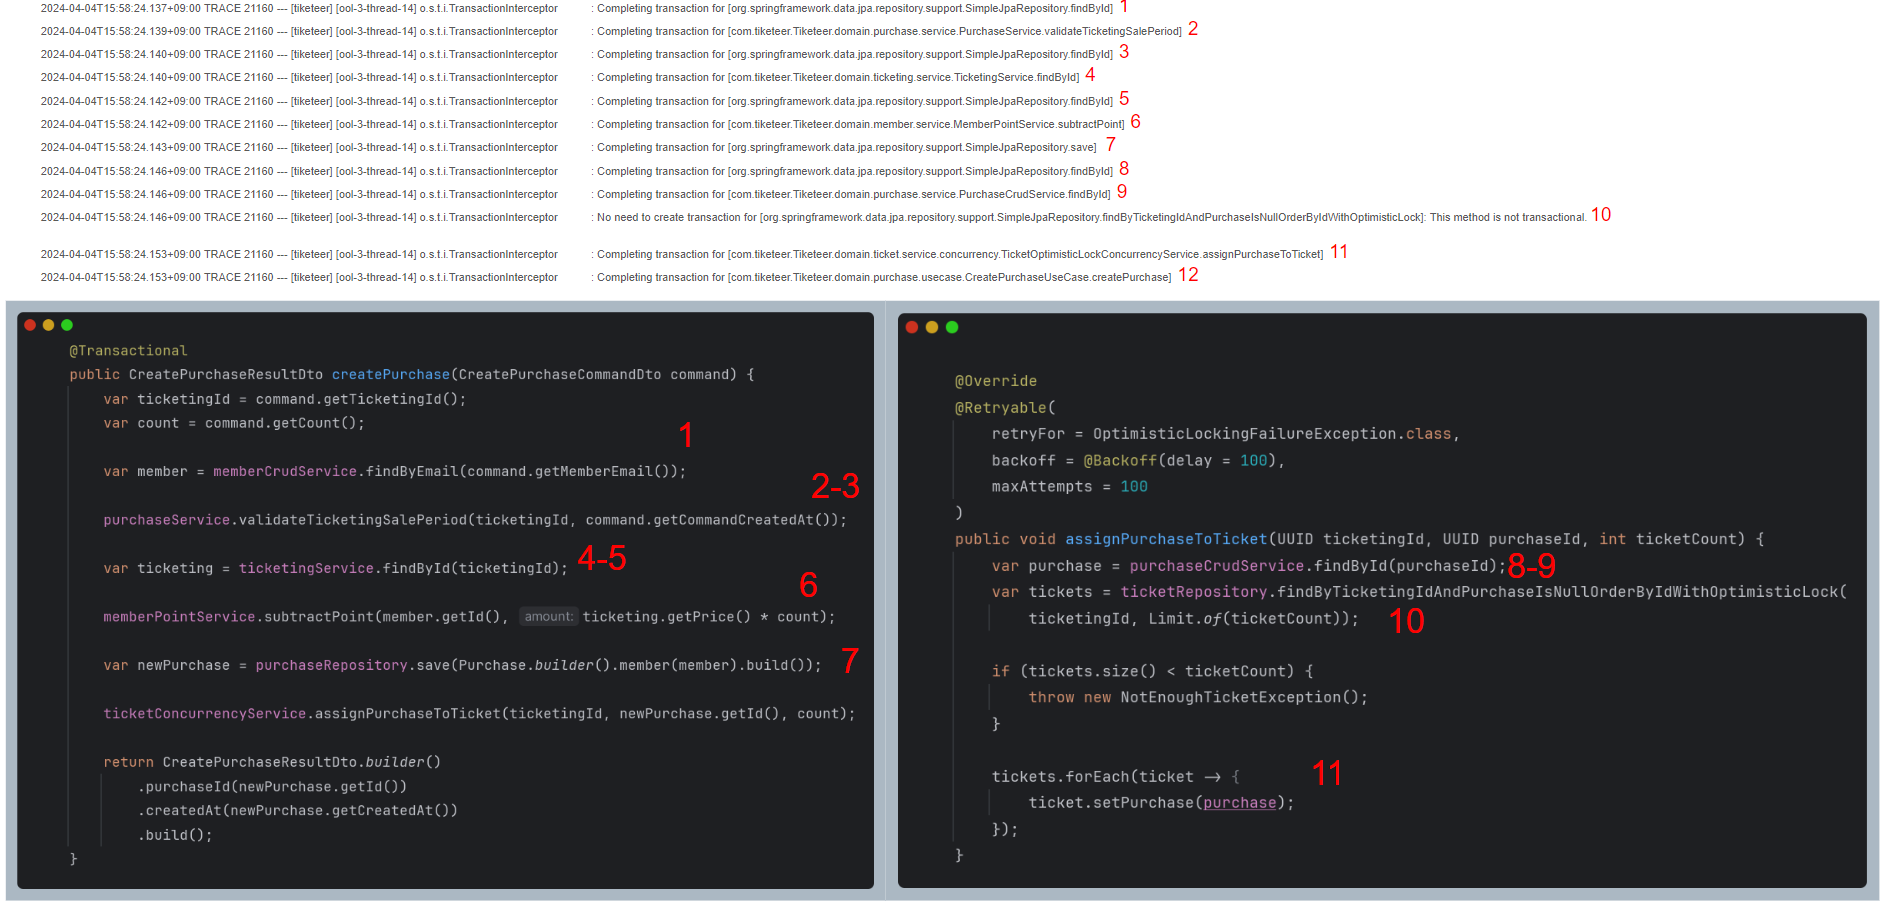 2024-04-04T15:58:24.137+09:00 TRACE 21160 --- [tiketeer] [ool-3-thread-14] o.s.t.i.TransactionInterceptor : Completing transaction for [org.springframework.data.jpa.repository.support.SimpleJpaRepository.findById] 1
2024-04-04T15:58:24.139+09:00 TRACE 21160 --- [tiketeer] [ool-3-thread-14] o.s.t.i.TransactionInterceptor : Completing transaction for [com.tiketeer.Tiketeer.domain.purchase.service.PurchaseService.validateTicketingSalePeriod] 2
2024-04-04T15:58:24.140+09:00 TRACE 21160 --- [tiketeer] [ool-3-thread-14] o.s.t.i.TransactionInterceptor : Completing transaction for [org.springframework.data.jpa.repository.support.SimpleJpaRepository.findById] 3
2024-04-04T15:58:24.140+09:00 TRACE 21160 --- [tiketeer] [ool-3-thread-14] o.s.t.i.TransactionInterceptor : Completing transaction for [com.tiketeer.Tiketeer.domain.ticketing.service.TicketingService.findById] 4
2024-04-04T15:58:24.142+09:00 TRACE 21160 --- [tiketeer] [ool-3-thread-14] o.s.t.i.TransactionInterceptor : Completing transaction for [org.springframework.data.jpa.repository.support.SimpleJpaRepository.findById] 5
2024-04-04T15:58:24.142+09:00 TRACE 21160 --- [tiketeer] [ool-3-thread-14] o.s.t.i.TransactionInterceptor : Completing transaction for [com.tiketeer.Tiketeer.domain.member.service.MemberPointService.subtractPoint] 6
2024-04-04T15:58:24.143+09:00 TRACE 21160 --- [tiketeer] [ool-3-thread-14] o.s.t.i.TransactionInterceptor : Completing transaction for [org.springframework.data.jpa.repository.support.SimpleJpaRepository.save] 7
2024-04-04T15:58:24.146+09:00 TRACE 21160 --- [tiketeer] [ool-3-thread-14] o.s.t.i.TransactionInterceptor : Completing transaction for [org.springframework.data.jpa.repository.support.SimpleJpaRepository.findById] 8
2024-04-04T15:58:24.146+09:00 TRACE 21160 --- [tiketeer] [ool-3-thread-14] o.s.t.i.TransactionInterceptor : Completing transaction for [com.tiketeer.Tiketeer.domain.purchase.service.PurchaseCrudService.findById] 9
2024-04-04T15:58:24.146+09:00 TRACE 21160 --- [tiketeer] [ool-3-thread-14] o.s.t.i.TransactionInterceptor : No need to create transaction for [org.springframework.data.jpa.repository.support.SimpleJpaRepository.findByTicketingIdAndPurchaseIsNullOrderByIdWithOptimisticLock]: This method is not transactional. 10
2024-04-04T15:58:24.153+09:00 TRACE 21160 --- [tiketeer] [ool-3-thread-14] o.s.t.i.TransactionInterceptor : Completing transaction for [com.tiketeer.Tiketeer.domain.ticket.service.concurrency.TicketOptimisticLockConcurrencyService.assignPurchaseToTicket] 11
2024-04-04T15:58:24.153+09:00 TRACE 21160 --- [tiketeer] [ool-3-thread-14] o.s.t.i.TransactionInterceptor : Completing transaction for [com.tiketeer.Tiketeer.domain.purchase.usecase.CreatePurchaseUseCase.createPurchase] 12
@Transactional
public CreatePurchaseResultDto createPurchase(CreatePurchaseCommandDto command) {
var ticketingId = command.getTicketingId();
var count = command.getCount();
1
var member = memberCrudService.findByEmail(command.getMemberEmail());
2-3
purchaseService.validateTicketingSalePeriod(ticketingId, command.getCommandCreatedAt());
var ticketing = ticketingService.findById(ticketingId); 4-5
6
memberPointService.subtractPoint(member.getId(), amount: ticketing.getPrice() * count);
var newPurchase = purchaseRepository.save(Purchase.builder().member(member).build()); 7
ticketConcurrencyService.assignPurchaseToTicket(ticketingId, newPurchase.getId(), count);
return CreatePurchaseResultDto.builder()
.purchaseId(newPurchase.getId())
.createdAt(newPurchase.getCreatedAt())
.build();
}
@Override
@Retryable(
retryFor = OptimisticLockingFailureException.class,
backoff = @Backoff(delay = 100),
maxAttempts = 100
)
public void assignPurchaseToTicket(UUID ticketingId, UUID purchaseId, int ticketCount) {
var purchase = purchaseCrudService.findById(purchaseId); 8-9
var tickets = ticketRepository.findByTicketingIdAndPurchaseIsNullOrderByIdWithOptimisticLock(
ticketingId, Limit.of(ticketCount)); 10
if (tickets.size() < ticketCount) {
throw new NotEnoughTicketException();
}
tickets.forEach(ticket → { 11
ticket.setPurchase(purchase);
});
}